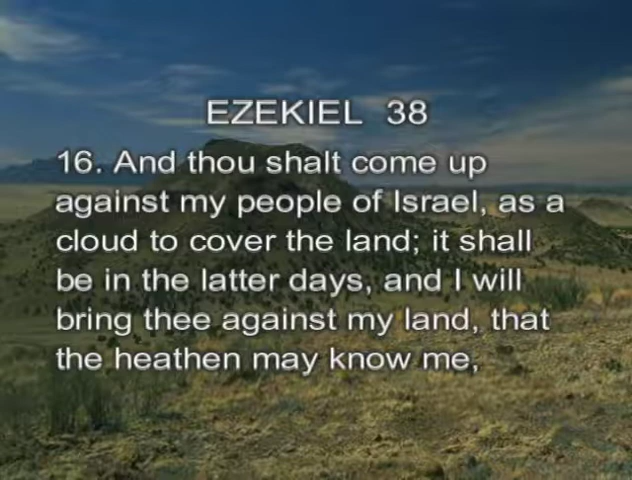 EZEKIEL 38
16. And thou shalt come up
against my people of Israel, as a
cloud to cover the land; it shall
be in the latter days, and I will
bring thee against my land, that
the heathen may know me,